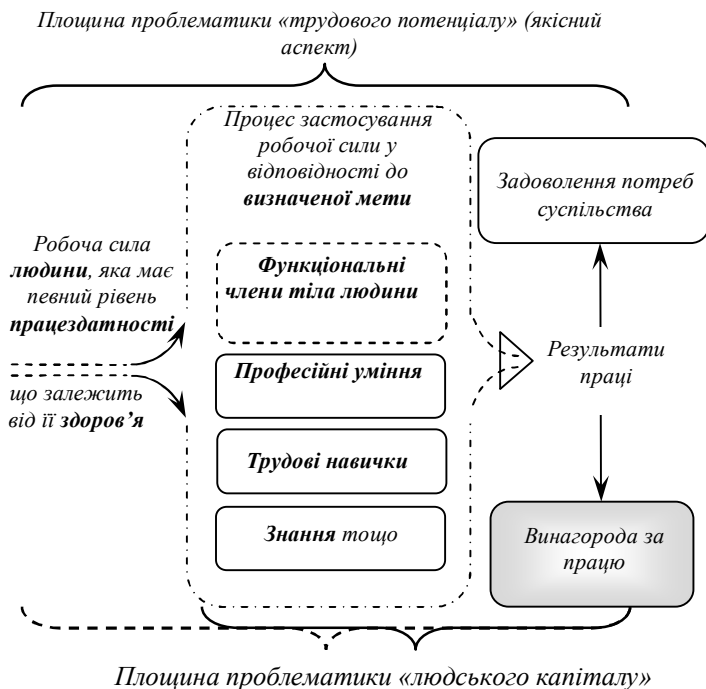 Площина проблематики «трудового потенціалу» (якісний
аспект)
Процес застосування
робочої сили у
відповідності до
визначеної мети
Задоволення потреб
суспільства
Робоча сила
людини, яка має
певний рівень
працездатності
що залежить
від її здоров’я
Функціональні
члени тіла людини
Професійні уміння
Трудові навички
Знання тощо
Результати
праці
Винагорода за
працю
Площина проблематики «людського капіталу»